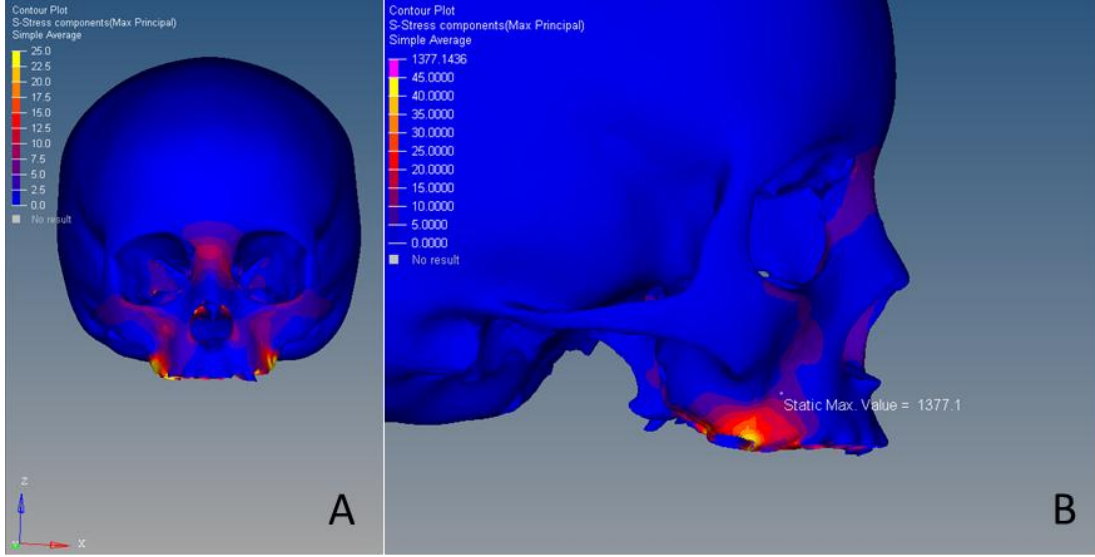 Contour Plot
S-Stress components(Max Principal)
Simple Average
25.0
22.5
20.0
17.5
15.0
12.5
10.0
7.5
5.0
2.5
0.0
No result
Z
Y
X
A
Contour Plot
S-Stress components(Max Principal)
Simple Average
1377.1436
45.0000
40.0000
35.0000
30.0000
25.0000
20.0000
15.0000
10.0000
5.0000
0.0000
No result
Static Max. Value = 1377.1
B